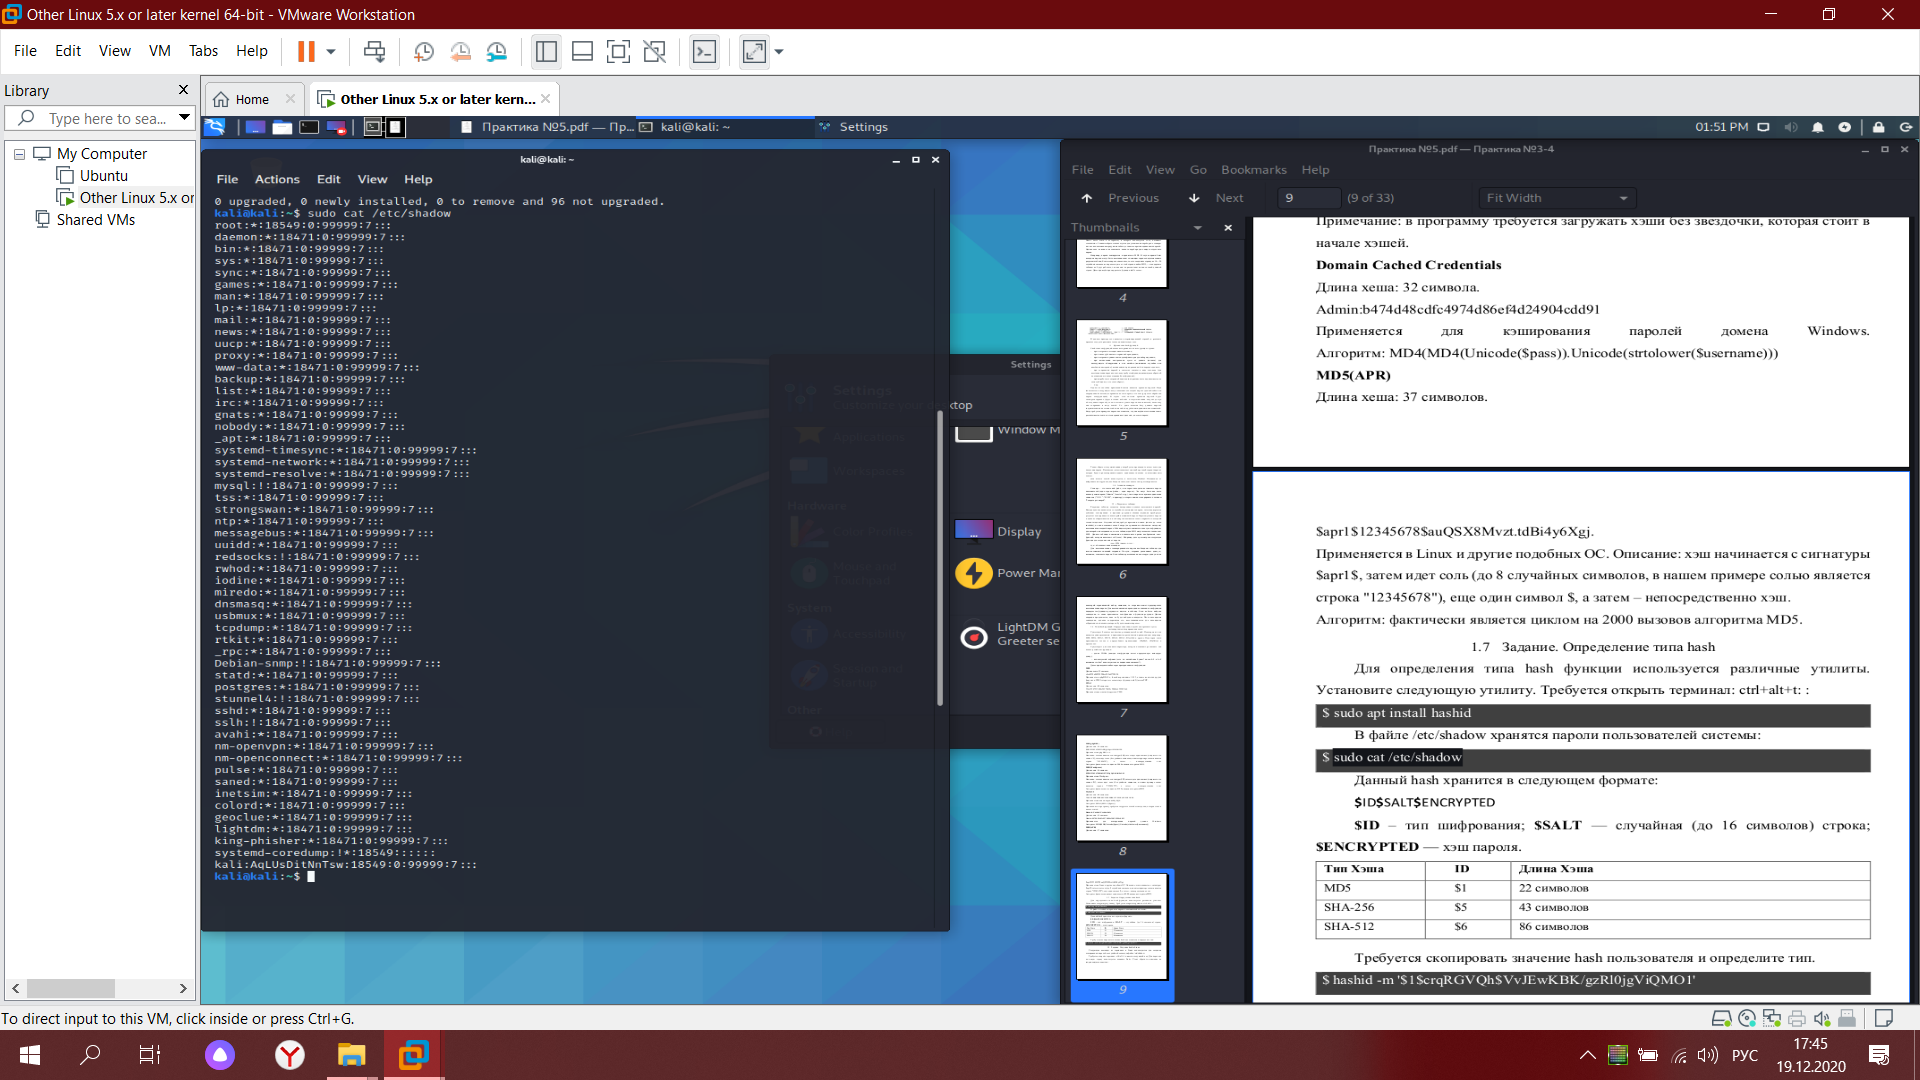 Other Linux 5.x or later kernel 64-bit - VMware Workstation
File Edit View VM Tabs Help
Library
Type here to sea...
My Computer
Ubuntu
Other Linux 5.x or
Shared VMs
Home
Other Linux 5.x or later kern...
Практика №5.pdf — Пр...
kali@kali: ~
Settings
01:51 PM
kali@kali: ~
File Actions Edit View Help
0 upgraded, 0 newly installed, 0 to remove and 96 not upgraded.
kali@kali:~$ sudo cat /etc/shadow
root:*:18549:0:99999:7:::
daemon:*:18471:0:99999:7:::
bin:*:18471:0:99999:7:::
sys:*:18471:0:99999:7:::
sync:*:18471:0:99999:7:::
games:*:18471:0:99999:7:::
man:*:18471:0:99999:7:::
lp:*:18471:0:99999:7:::
mail:*:18471:0:99999:7:::
news:*:18471:0:99999:7:::
uucp:*:18471:0:99999:7:::
proxy:*:18471:0:99999:7:::
www-data:*:18471:0:99999:7:::
backup:*:18471:0:99999:7:::
list:*:18471:0:99999:7:::
irc:*:18471:0:99999:7:::
gnats:*:18471:0:99999:7:::
nobody:*:18471:0:99999:7:::
_apt:*:18471:0:99999:7:::
systemd-timesync:*:18471:0:99999:7:::
systemd-network:*:18471:0:99999:7:::
systemd-resolve:*:18471:0:99999:7:::
mysql:!:18471:0:99999:7:::
tss:*:18471:0:99999:7:::
strongswan:*:18471:0:99999:7:::
ntp:*:18471:0:99999:7:::
messagebus:*:18471:0:99999:7:::
uuidd:*:18471:0:99999:7:::
redsocks:!:18471:0:99999:7:::
rwhod:*:18471:0:99999:7:::
iodine:*:18471:0:99999:7:::
miredo:*:18471:0:99999:7:::
dnsmasq:*:18471:0:99999:7:::
usbmux:*:18471:0:99999:7:::
tcpdump:*:18471:0:99999:7:::
rtkit:*:18471:0:99999:7:::
_rpc:*:18471:0:99999:7:::
Debian-snmp:!:18471:0:99999:7:::
statd:*:18471:0:99999:7:::
postgres:*:18471:0:99999:7:::
stunnel4:!:18471:0:99999:7:::
sshd:*:18471:0:99999:7:::
sslh:!:18471:0:99999:7:::
avahi:*:18471:0:99999:7:::
nm-openvpn:*:18471:0:99999:7:::
nm-openconnect:*:18471:0:99999:7:::
pulse:*:18471:0:99999:7:::
saned:*:18471:0:99999:7:::
inetsim:*:18471:0:99999:7:::
colord:*:18471:0:99999:7:::
geoclue:*:18471:0:99999:7:::
lightdm:*:18471:0:99999:7:::
king-phisher:*:18471:0:99999:7:::
systemd-coredump:!*:18549::::::
kali:AqLUsDitNnTsw:18549:0:99999:7:::
kali@kali:~$
Settings
Settings
ktop
Window M
Hardware
Display
Power Mar
System
LightDM G
Greeter se
Other
Практика №5.pdf — Практика №3-4
File Edit View Go Bookmarks Help
Previous Next 9 (9 of 33) Fit Width
Thumbnails
4
5
6
7
8
9
Примечание: в программу требуется загружать хэши без звездочки, которая стоит в
начале хэшей.
Domain Cached Credentials
Длина хеша: 32 символа.
Admin:b474d48cdfc4974d86ef4d24904cdd91
Применяется для кэширования паролей домена Windows.
Алгоритм: MD4(MD4(Unicode($pass)).Unicode(strtolower($username)))
MD5(APR)
Длина хеша: 37 символов.
$apr1$12345678$auQSX8Mvzt.tdBi4y6Xgj.
Применяется в Linux и другие подобных ОС. Описание: хэш начинается с сигнатуры
$apr1$, затем идет соль (до 8 случайных символов, в нашем примере солью является
строка "12345678"), еще один символ $, а затем – непосредственно хэш.
Алгоритм: фактически является циклом на 2000 вызовов алгоритма MD5.
1.7 Задание. Определение типа hash
Для определения типа hash функции используется различные утилиты.
Установите следующую утилиту. Требуется открыть терминал: ctrl+alt+t: :
$ sudo apt install hashid
В файле /etc/shadow хранятся пароли пользователей системы:
$ sudo cat /etc/shadow
Данный hash хранится в следующем формате:
$ID$SALT$ENCRYPTED
$ID – тип шифрования; $SALT — случайная (до 16 символов) строка;
$ENCRYPTED — хэш пароля.
Тип Хэша ID Длина Хэша
MD5 $1 22 символов
SHA-256 $5 43 символов
SHA-512 $6 86 символов
Требуется скопировать значение hash пользователя и определите тип.
$ hashid -m '$1$crqRGVQh$VvJEwKBK/gzRl0jgViQMO1'
To direct input to this VM, click inside or press Ctrl+G.
РУС
17:45
19.12.2020